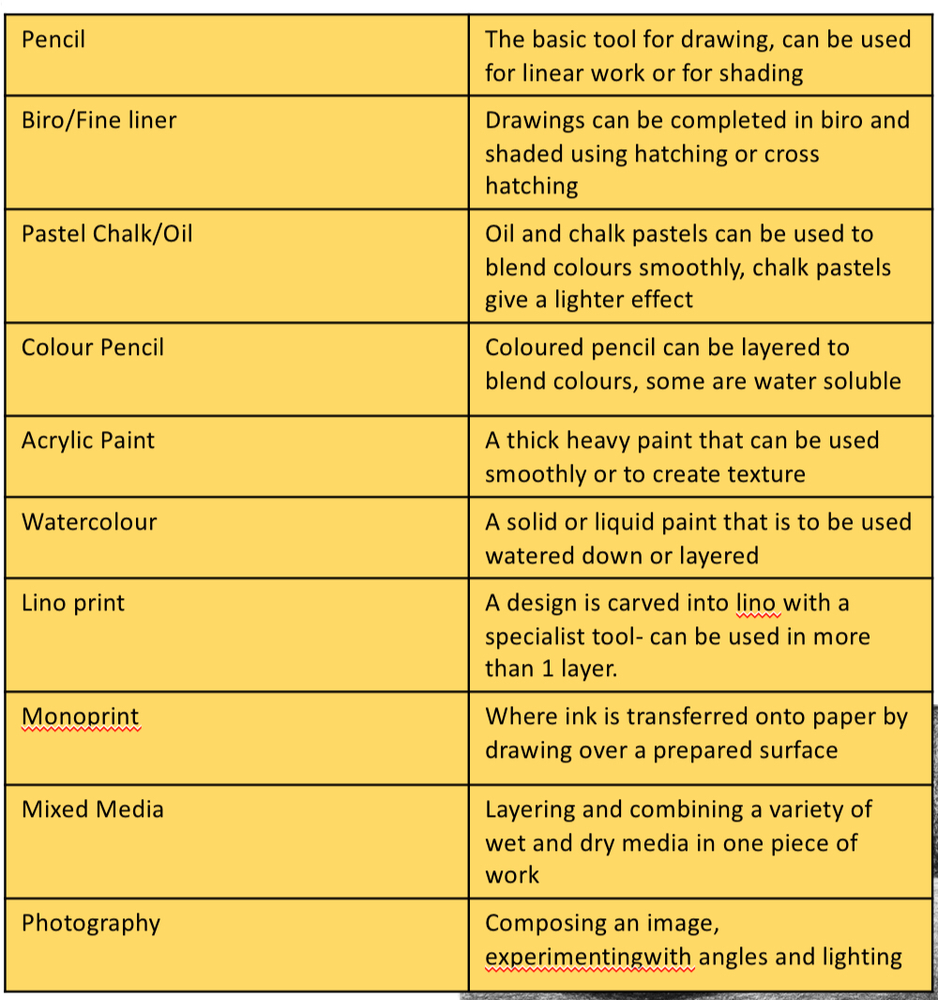 Pencil
The basic tool for drawing, can be used
for linear work or for shading
Biro/Fine liner
Drawings can be completed in biro and
shaded using hatching or cross
hatching
Pastel Chalk/Oil
Oil and chalk pastels can be used to
blend colours smoothly, chalk pastels
give a lighter effect
Colour Pencil
Coloured pencil can be layered to
blend colours, some are water soluble
Acrylic Paint
A thick heavy paint that can be used
smoothly or to create texture
Watercolour
A solid or liquid paint that is to be used
watered down or layered
Lino print
A design is carved into lino with a
specialist tool- can be used in more
than 1 layer.
Monoprint
Where ink is transferred onto paper by
drawing over a prepared surface
Mixed Media
Layering and combining a variety of
wet and dry media in one piece of
work
Photography
Composing an image,
experimentingwith angles and lighting